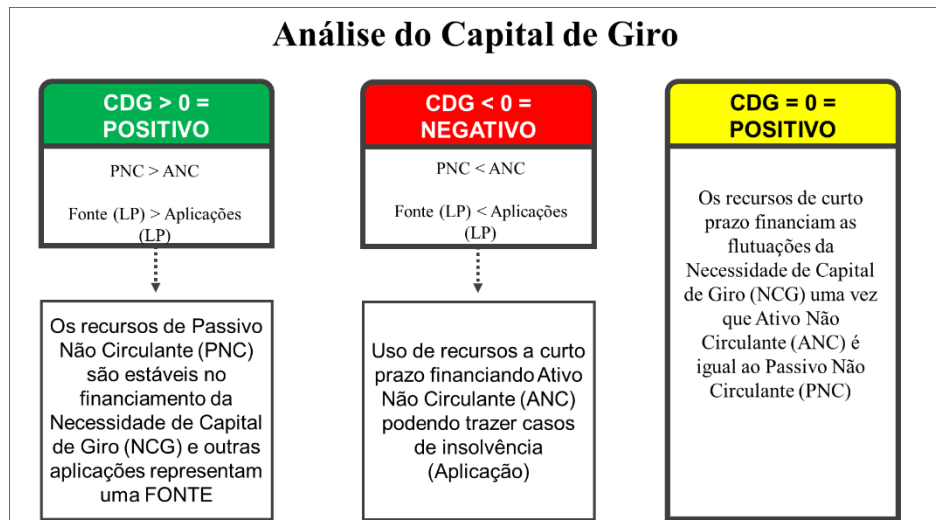 Análise do Capital de Giro
CDG > 0 =
POSITIVO
PNC > ANC
Fonte (LP) > Aplicações
(LP)
Os recursos de Passivo
Não Circulante (PNC)
são estáveis no
financiamento da
Necessidade de Capital
de Giro (NCG) e outras
aplicações representam
uma FONTE
CDG < 0 =
NEGATIVO
PNC < ANC
Fonte (LP) < Aplicações
(LP)
Uso de recursos a curto
prazo financiando Ativo
Não Circulante (ANC)
podendo trazer casos
de insolvência
(Aplicação)
CDG = 0 =
POSITIVO
Os recursos de curto
prazo financiam as
flutuações da
Necessidade de Capital
de Giro (NCG) uma vez
que Ativo Não
Circulante (ANC) é
igual ao Passivo Não
Circulante (PNC)